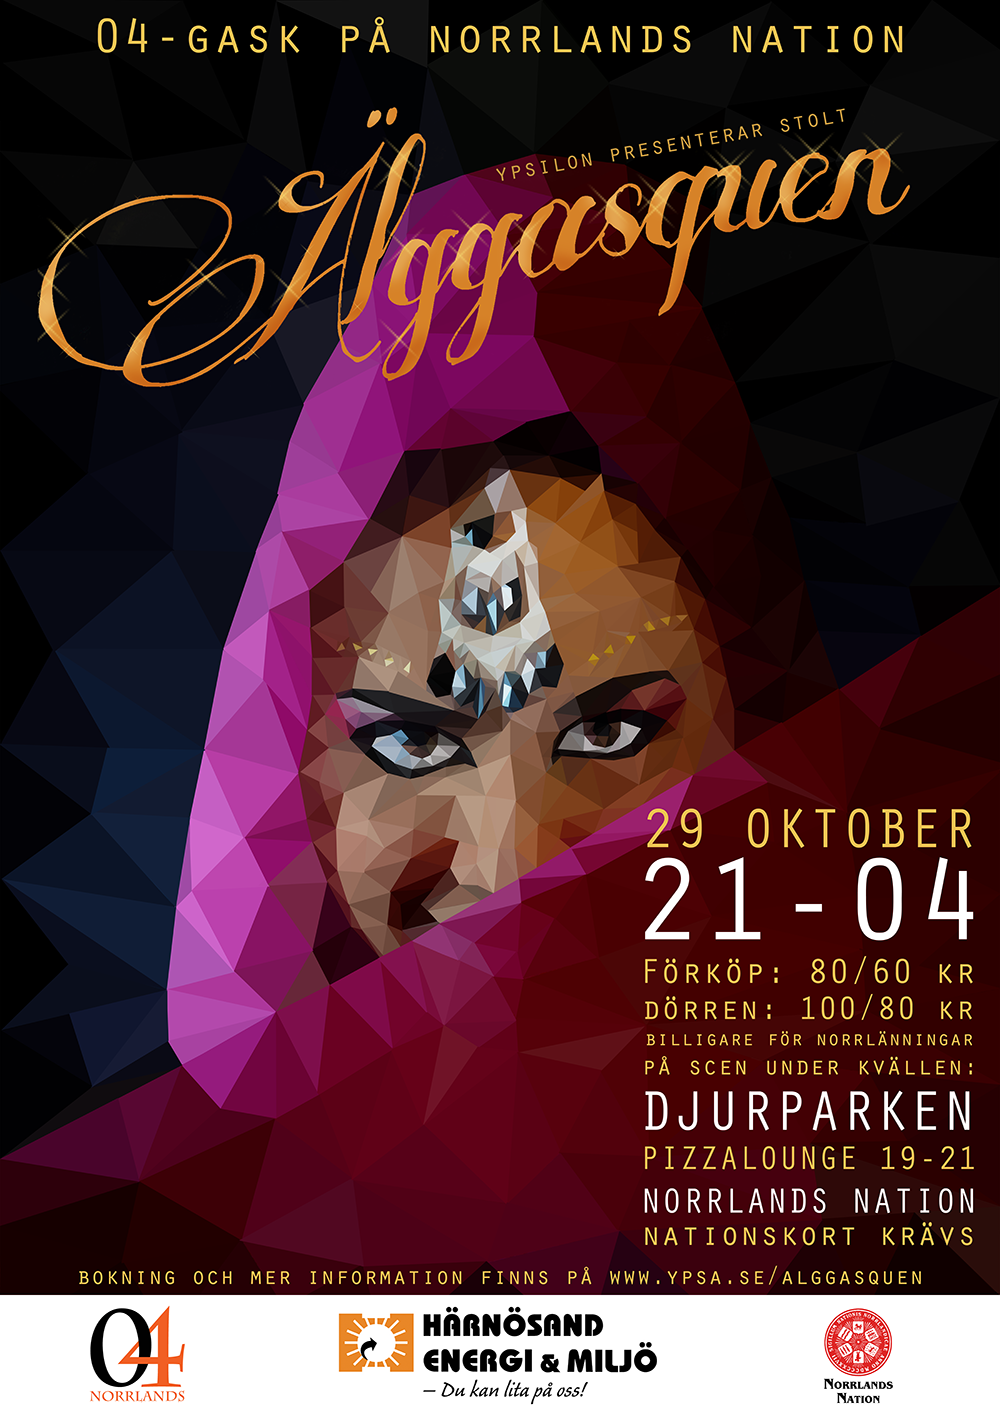 04-GASK PÅ NORRLANDS NATION
YPSILON PRESENTERAR STOLT
Älggasquen
29 OKTOBER
21-04
FÖRKÖP: 80/60 KR
DÖRREN: 100/80 KR
BILLIGARE FÖR NORRLÄNNINGAR
PÅ SCEN UNDER KVÄLLEN:
DJURPARKEN
PIZZALOUNGE 19-21
NORRLANDS NATION
NATIONSKORT KRÄVS
BOKNING OCH MER INFORMATION FINNS PÅ WWW.YPSA.SE/ALGGASQUEN
04
NORRLANDS
HÄRNÖSAND
ENERGI & MILJÖ
– Du kan lita på oss!
NORRLANDS
NATION